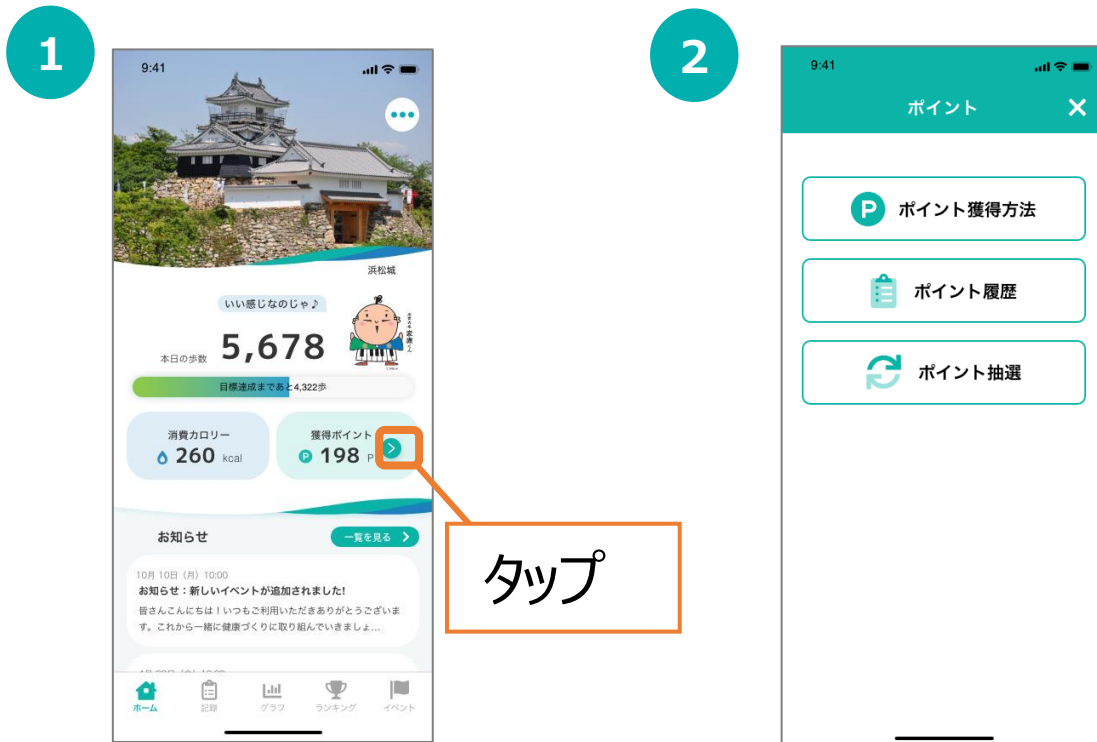 1
9:41
浜松城
いい感じなのじゃ♪
本日の歩数 5,678
目標達成まであと4,322歩
消費カロリー
260 kcal
獲得ポイント
P 198 P
タップ
お知らせ
一覧を見る
10月 10日（月）10:00
お知らせ：新しいイベントが追加されました!
皆さんこんにちは！いつもご利用いただきありがとうございま
す。これから一緒に健康づくりに取り組んでいきましょ…
ホーム
記録
グラフ
ランキング
イベント
2
9:41
ポイント
P ポイント獲得方法
ポイント履歴
ポイント抽選